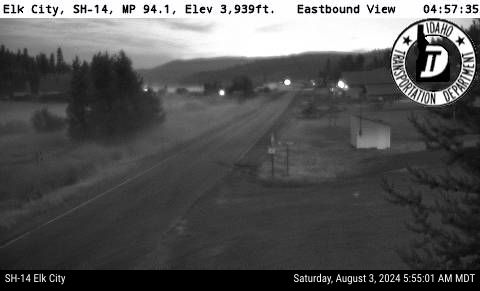 Elk City, SH-14, MP 94.1, Elev 3,939ft. Eastbound View 04:57:35
IDAHO
TRANSPORTATION DEPARTMENT
SH-14 Elk City Saturday, August 3, 2024 5:55:01 AM MDT